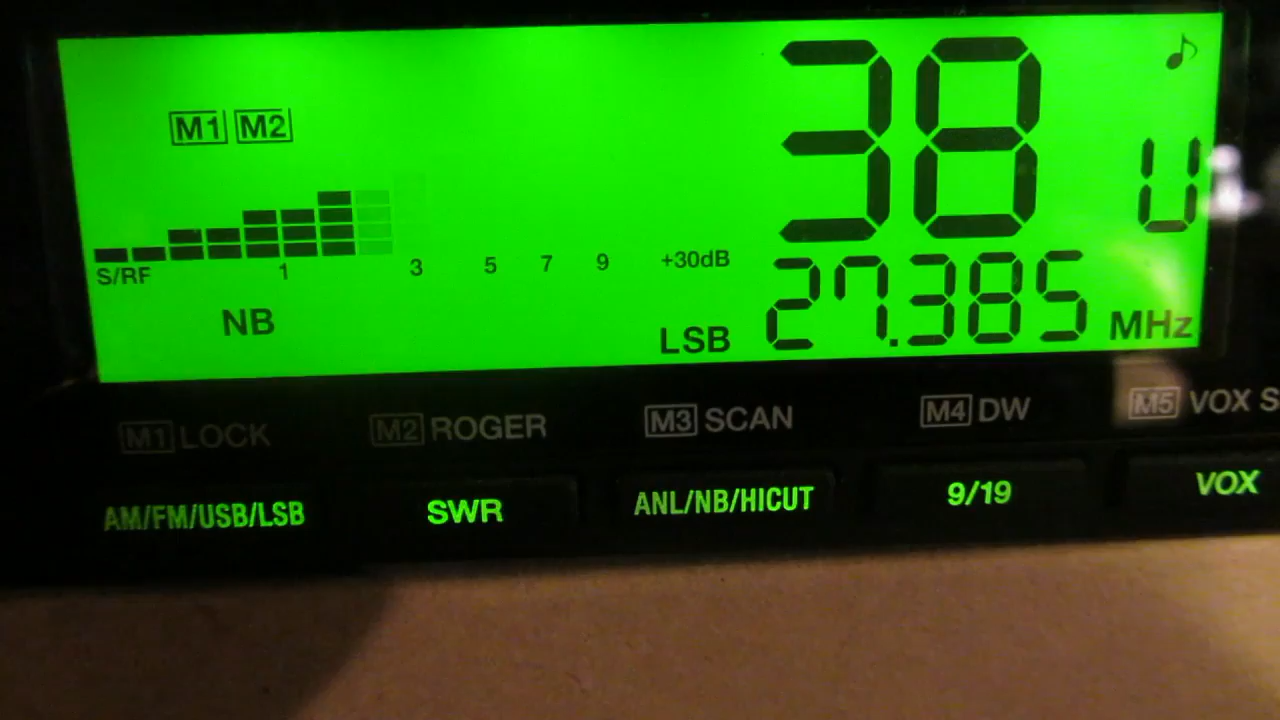 38
M1 M2
U
S/RF 1 3 5 7 9 +30dB
NB LSB 27.385 MHz
M1 LOCK M2 ROGER M3 SCAN M4 DW M5 VOX S
AM/FM/USB/LSB SWR ANL/NB/HICUT 9/19 VOX